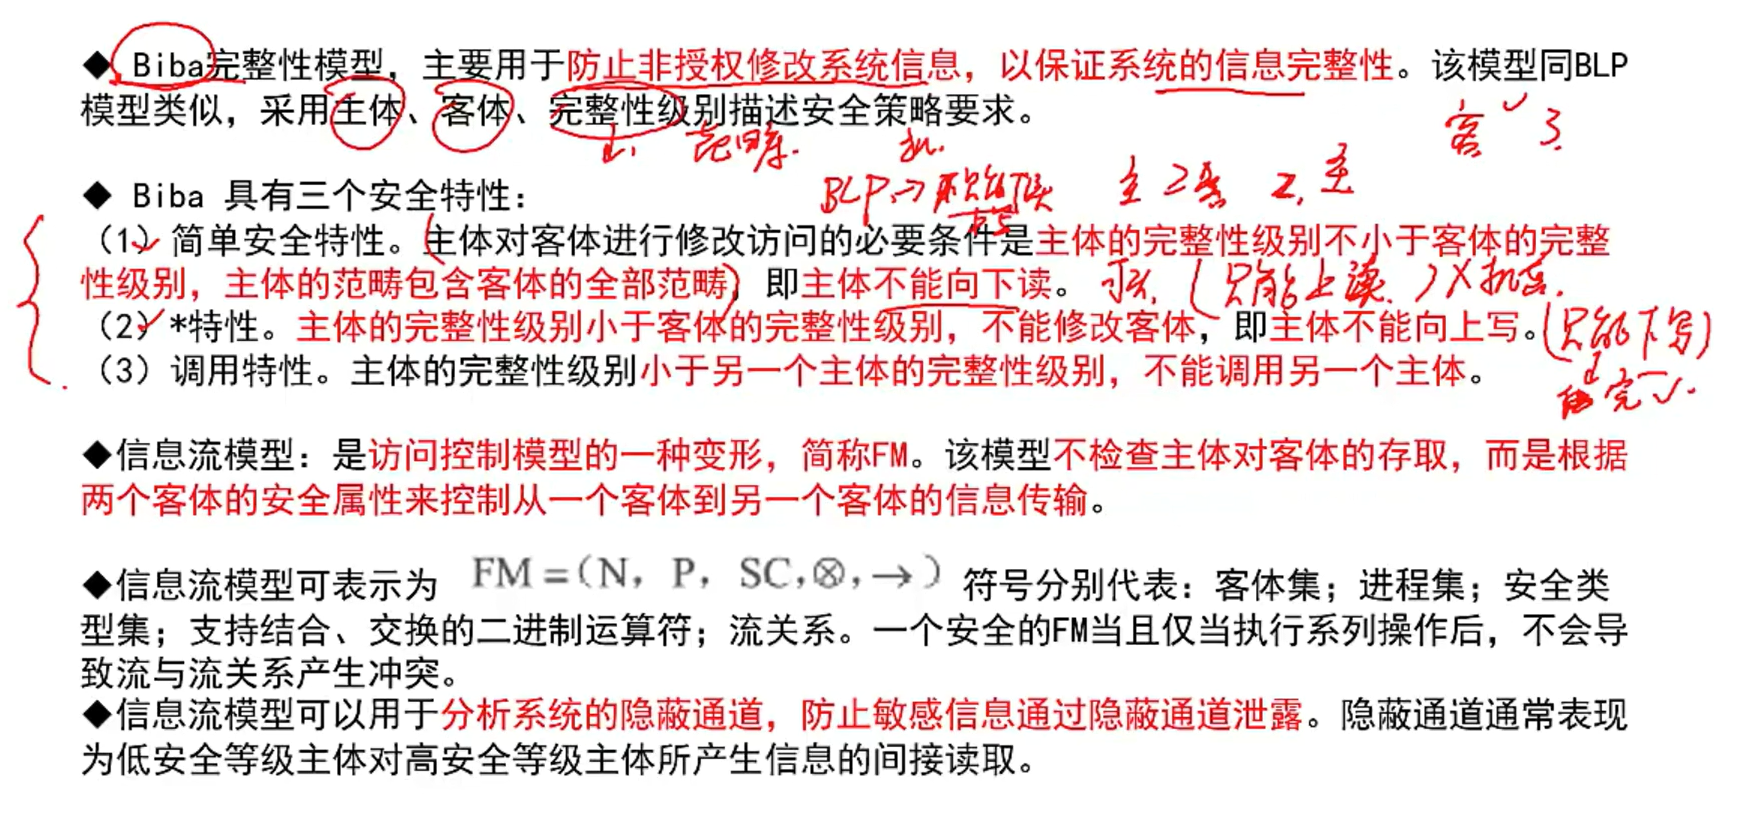 ◆ Biba完整性模型，主要用于防止非授权修改系统信息，以保证系统的信息完整性。该模型同BLP
模型类似，采用主体、客体、完整性级别描述安全策略要求。
客 3
范畴.
◆ Biba 具有三个安全特性：
BLP→
（1）简单安全特性。主体对客体进行修改访问的必要条件是主体的完整性级别不小于客体的完整
性级别，主体的范畴包含客体的全部范畴，即主体不能向下读。 (只能上读.)
（2）*特性。主体的完整性级别小于客体的完整性级别，不能修改客体，即主体不能向上写。(只能下写)
（3）调用特性。主体的完整性级别小于另一个主体的完整性级别，不能调用另一个主体。
◆信息流模型：是访问控制模型的一种变形，简称FM。该模型不检查主体对客体的存取，而是根据
两个客体的安全属性来控制从一个客体到另一个客体的信息传输。
◆信息流模型可表示为 FM=(N, P, SC,⊗,→) 符号分别代表：客体集；进程集；安全类
型集；支持结合、交换的二进制运算符；流关系。一个安全的FM当且仅当执行系列操作后，不会导
致流与流关系产生冲突。
◆信息流模型可以用于分析系统的隐蔽通道，防止敏感信息通过隐蔽通道泄露。隐蔽通道通常表现
为低安全等级主体对高安全等级主体所产生信息的间接读取。